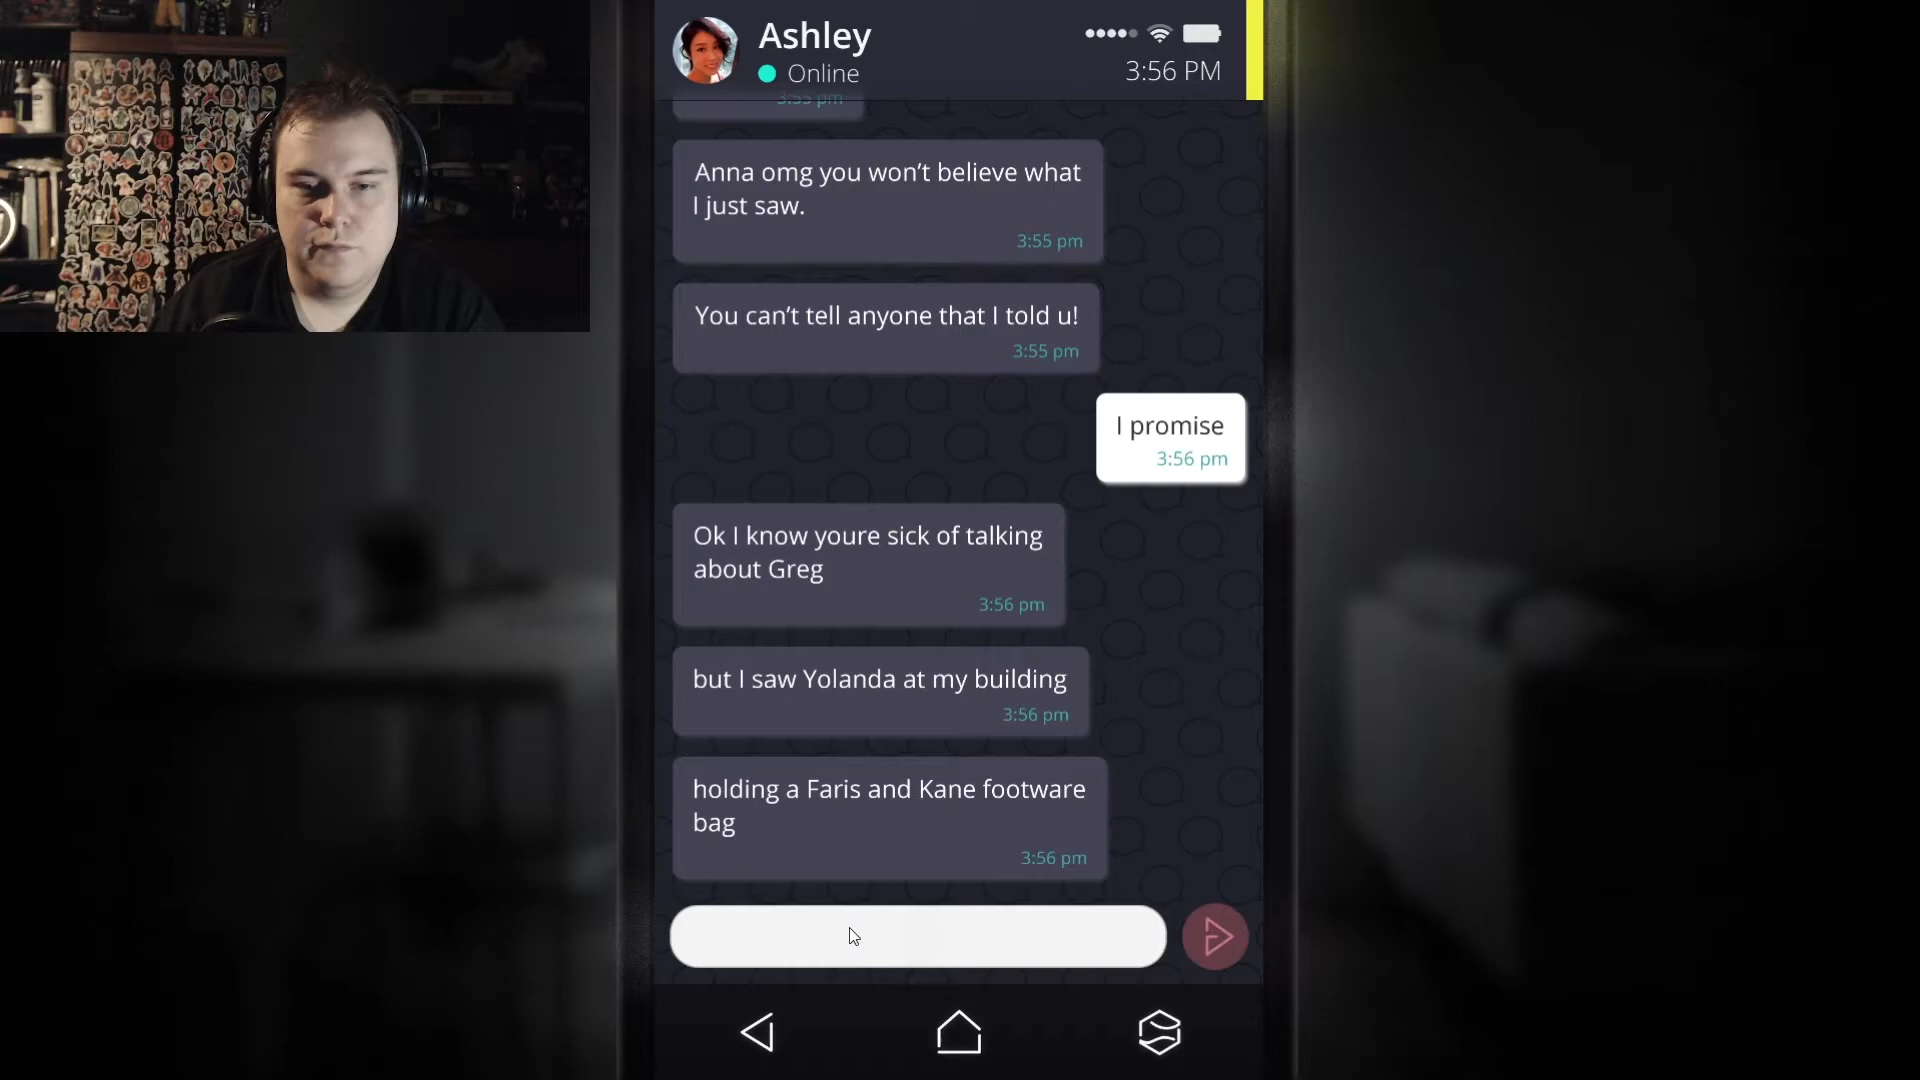 Ashley
Online
3:56 PM
3:55 pm
Anna omg you won't believe what
I just saw.
3:55 pm
You can't tell anyone that I told u!
3:55 pm
I promise
3:56 pm
Ok I know youre sick of talking
about Greg
3:56 pm
but I saw Yolanda at my building
3:56 pm
holding a Faris and Kane footware
bag
3:56 pm